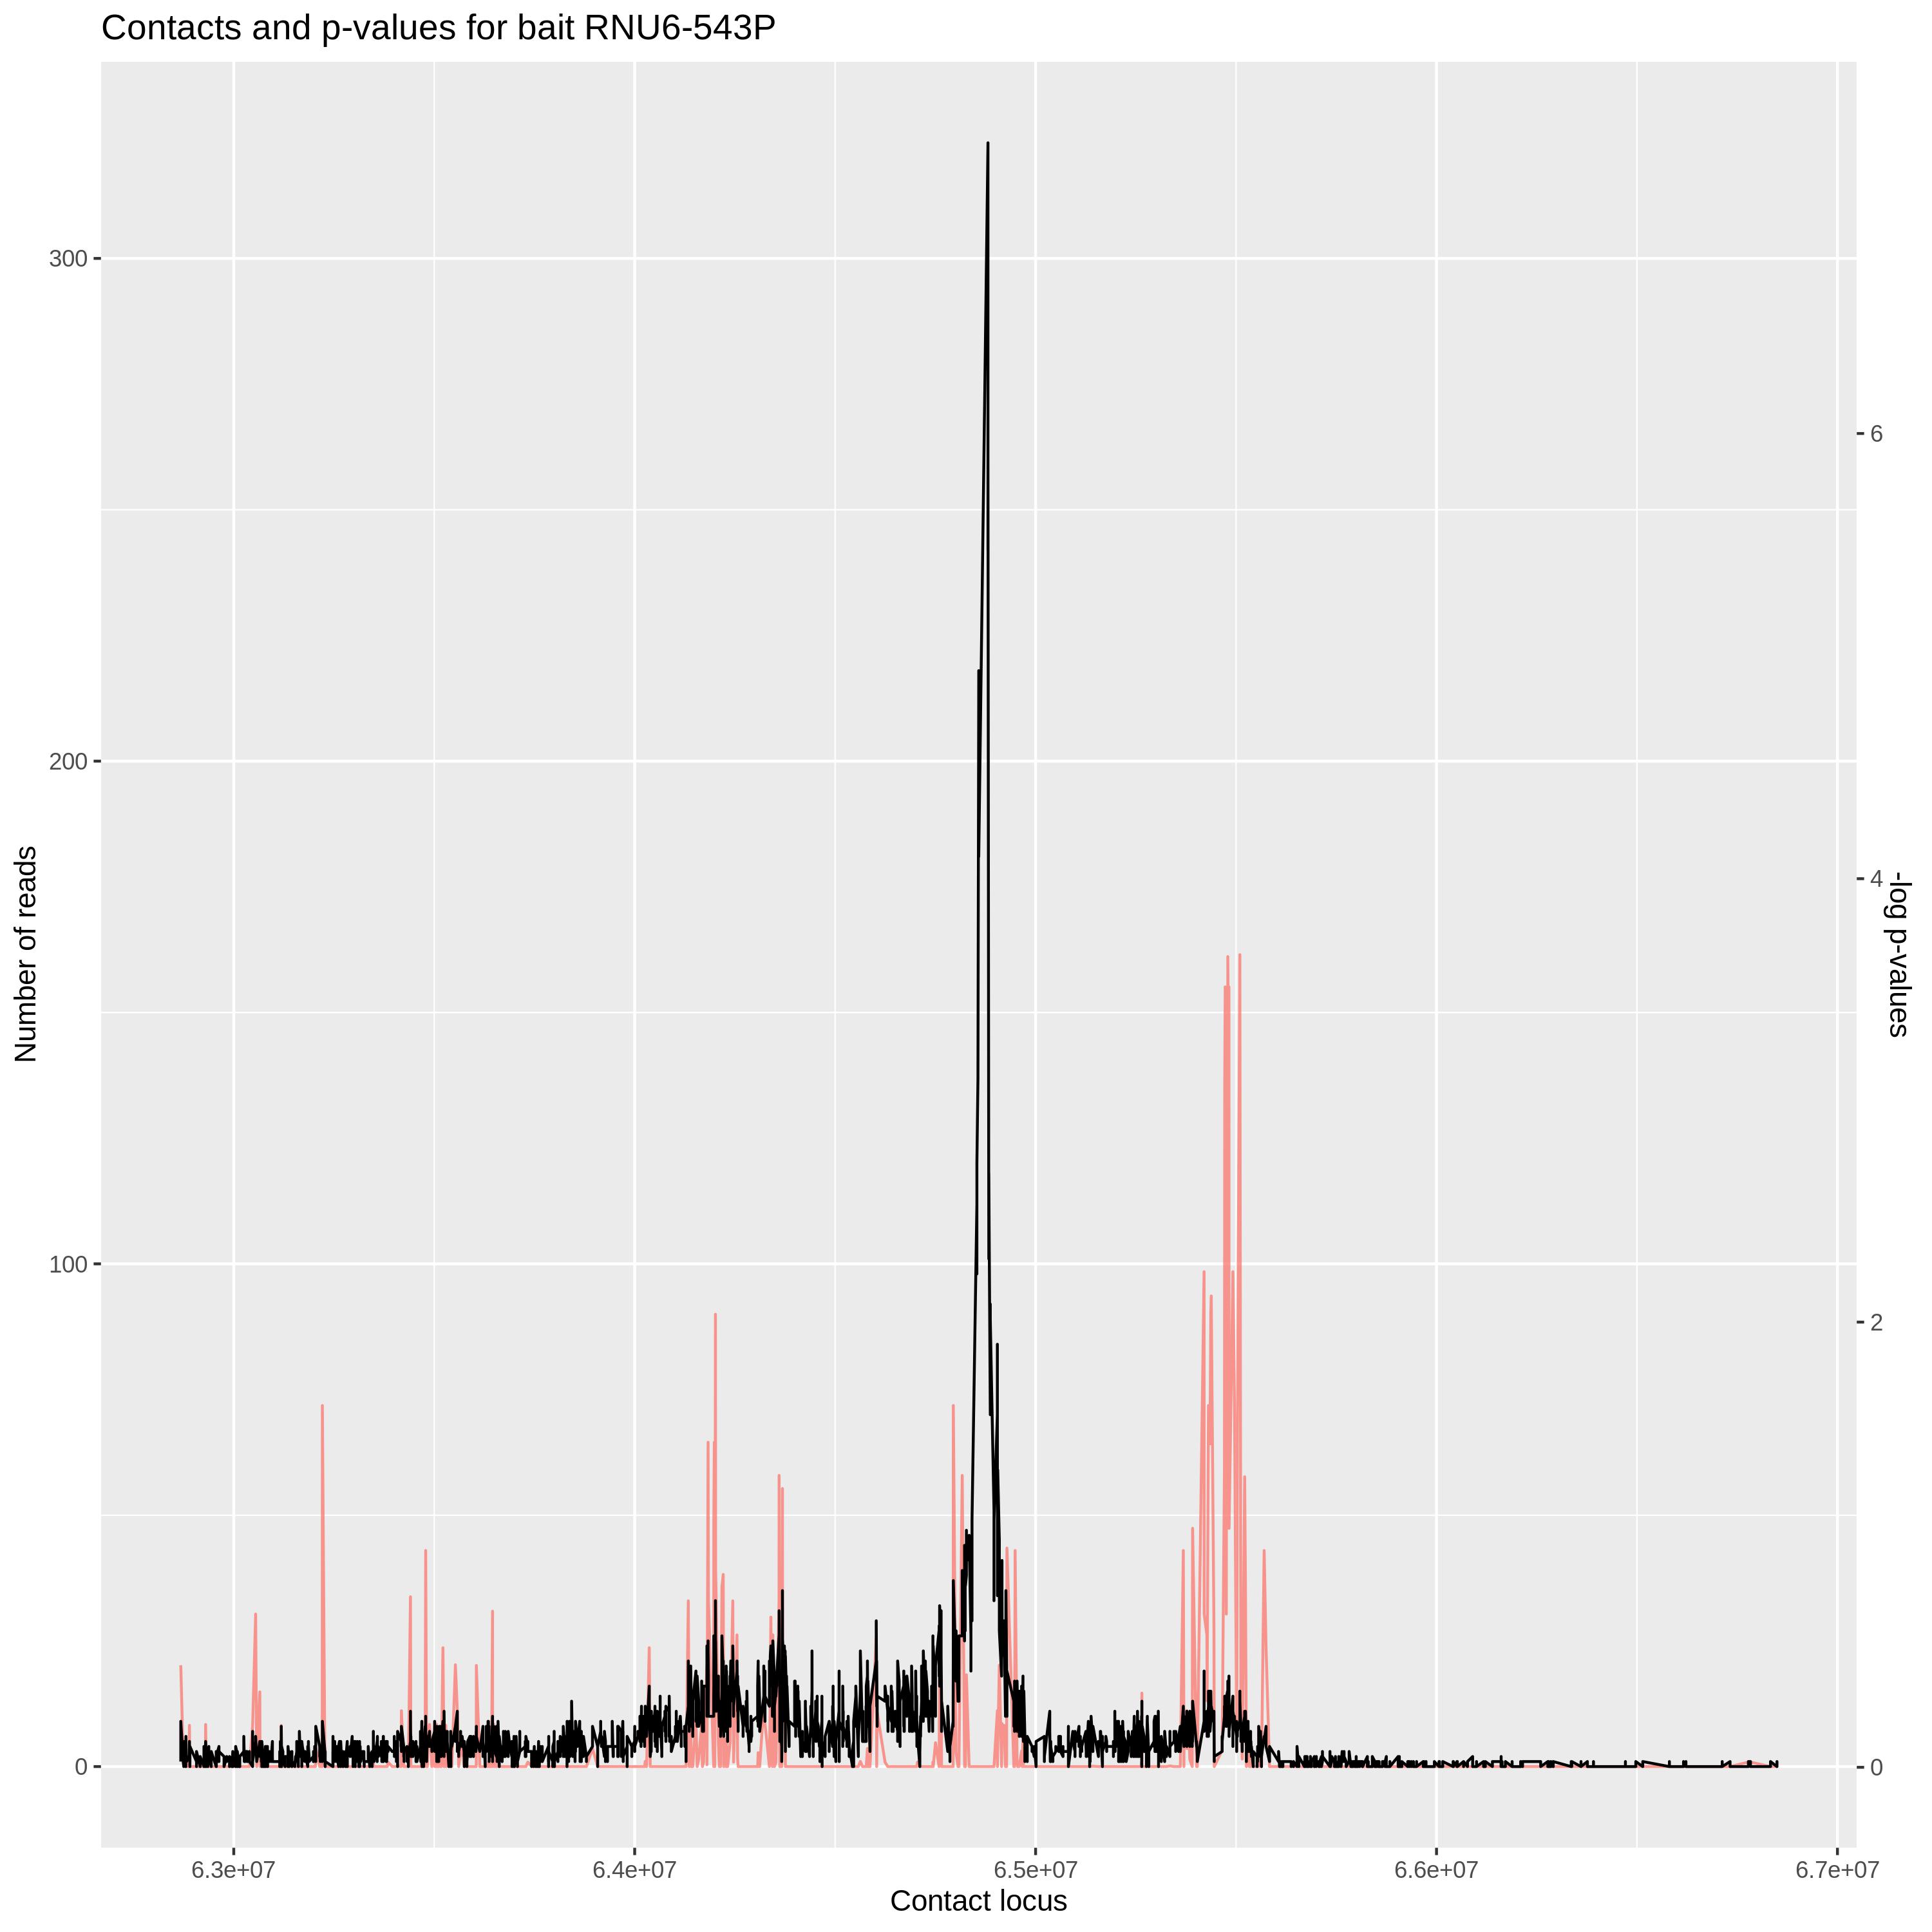 Contacts and p-values for bait RNU6-543P
300
200
100
0
Number of reads
6
4
2
0
-log p-values
6.3e+07
6.4e+07
6.5e+07
6.6e+07
6.7e+07
Contact locus